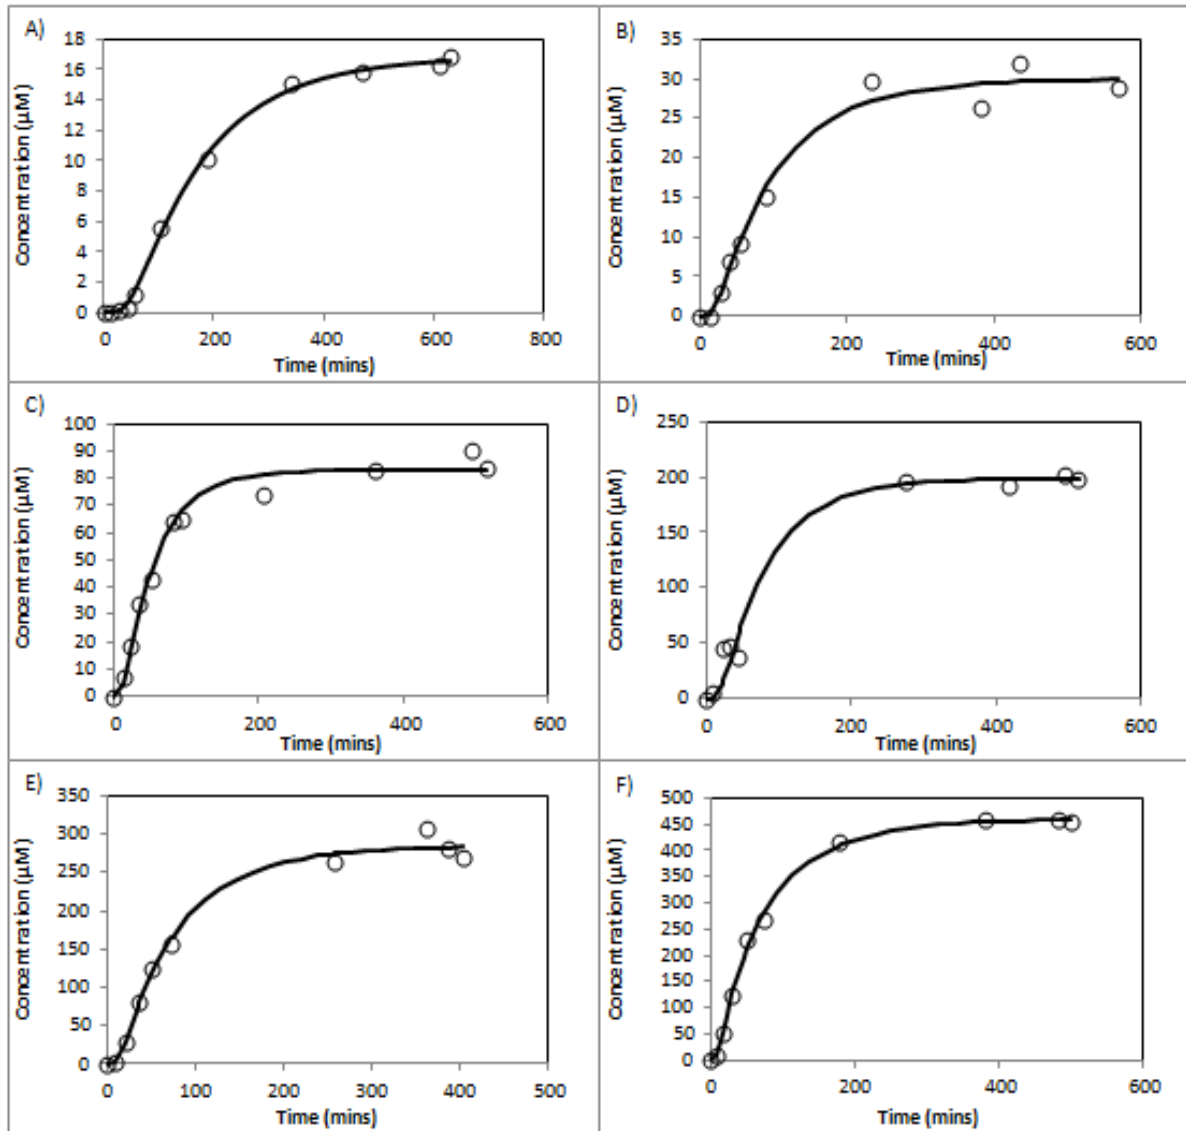 A)
18
16
14
12
10
8
6
4
2
0
Concentration (µM)
0 200 400 600 800
Time (mins)
B)
35
30
25
20
15
10
5
0
Concentration (µM)
0 200 400 600
Time (mins)
C)
100
90
80
70
60
50
40
30
20
10
0
Concentration (µM)
0 200 400 600
Time (mins)
D)
250
200
150
100
50
0
Concentration (µM)
0 200 400 600
Time (mins)
E)
350
300
250
200
150
100
50
0
Concentration (µM)
0 100 200 300 400 500
Time (mins)
F)
500
450
400
350
300
250
200
150
100
50
0
Concentration (µM)
0 200 400 600
Time (mins)